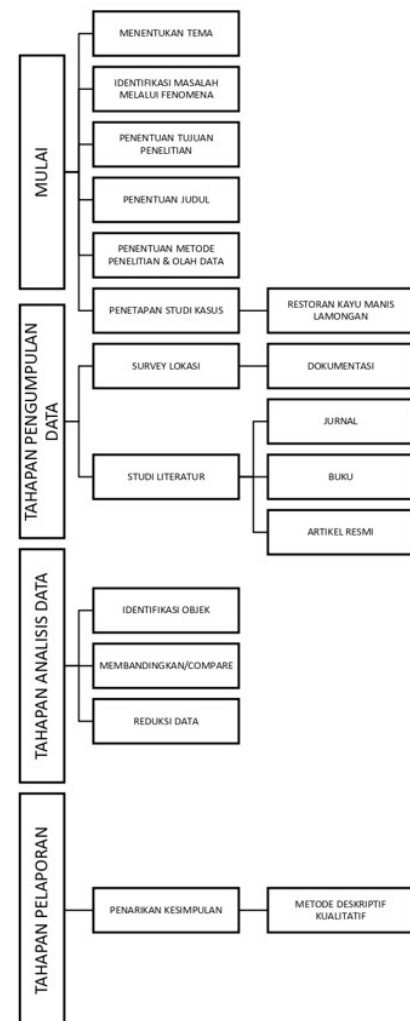 MULAI
MENENTUKAN TEMA
IDENTIFIKASI MASALAH
MELALUI FENOMENA
PENENTUAN TUJUAN
PENELITIAN
PENENTUAN JUDUL
PENENTUAN METODE
PENELITIAN & OLAH DATA
PENETAPAN STUDI KASUS
RESTORAN KAYU MANIS
LAMONGAN
TAHAPAN PENGUMPULAN
DATA
SURVEY LOKASI
DOKUMENTASI
STUDI LITERATUR
JURNAL
BUKU
ARTIKEL RESMI
TAHAPAN ANALISIS DATA
IDENTIFIKASI OBJEK
MEMBANDINGKAN/COMPARE
REDUKSI DATA
TAHAPAN PELAPORAN
PENARIKAN KESIMPULAN
METODE DESKRIPTIF
KUALITATIF